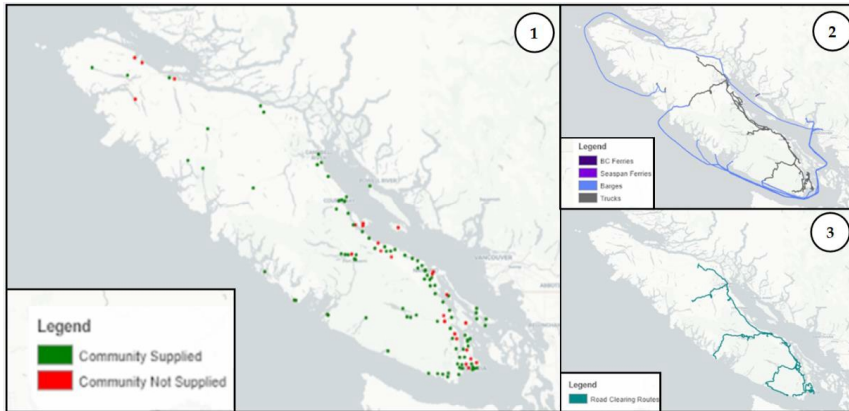 1
VANCOUVER
Legend
Community Supplied
Community Not Supplied
2
Legend
BC Ferries
Seaspan Ferries
Barges
Trucks
3
Legend
Road Clearing Routes